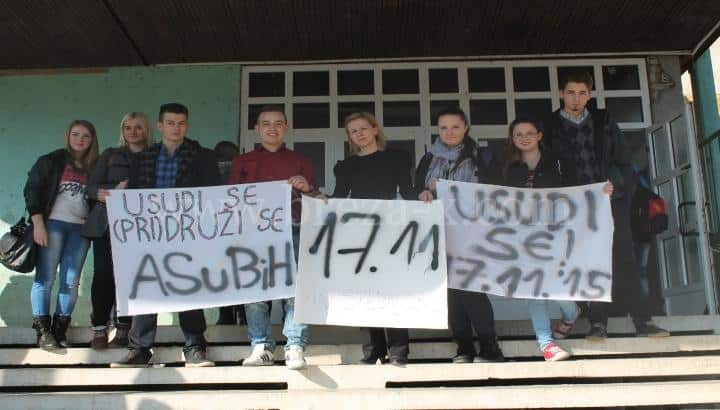 USUDI SE
(PRI)DRUŽI SE
ASuBiH
17.11
USUDI
SE!
17.11.15